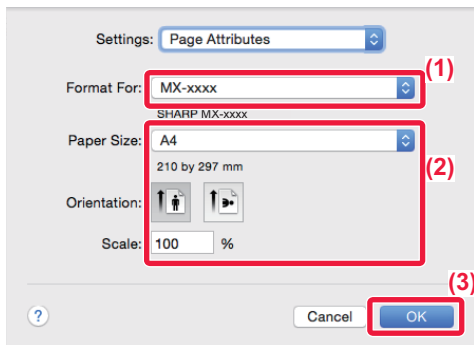 Settings: Page Attributes
(1)
Format For: MX-xxxx
SHARP MX-xxxx
Paper Size: A4
(2)
210 by 297 mm
Orientation:
Scale: 100 %
(3)
? Cancel OK